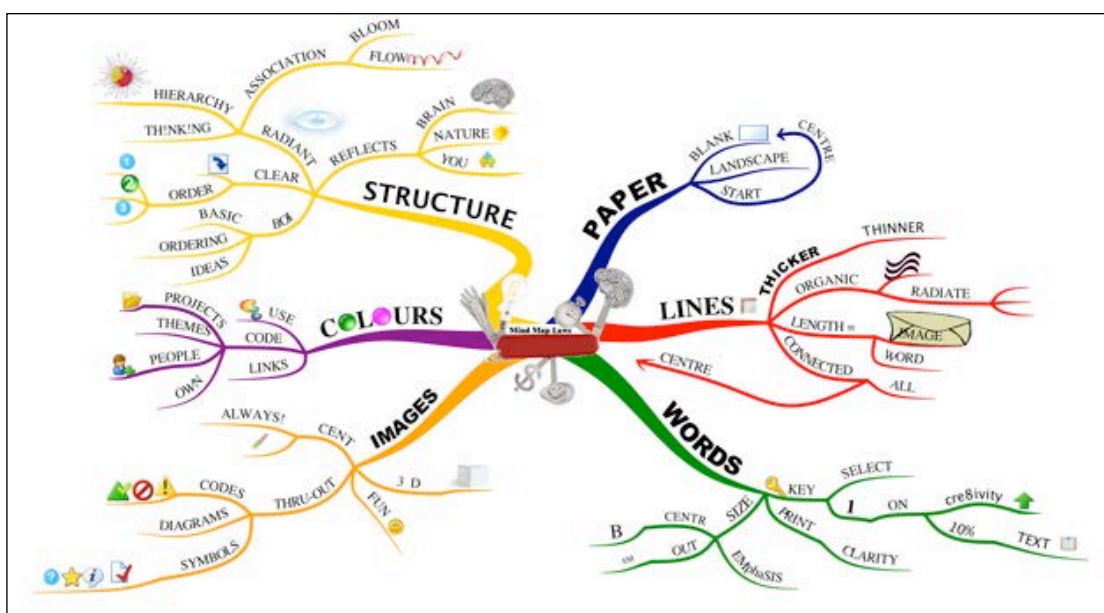 Mind Map Laws
PAPER
BLANK
LANDSCAPE
START
CENTRE
LINES
THICKER
THINNER
ORGANIC
RADIATE
LENGTH =
IMAGE
WORD
CONNECTED
ALL
CENTRE
WORDS
KEY
SELECT
1
ON
cre8ivity
10%
TEXT
PRINT
CLARITY
SIZE
CENTR
B
OUT
EMphaSIS
IMAGES
CENT
ALWAYS!
3 D
FUN
THRU-OUT
CODES
DIAGRAMS
SYMBOLS
COLOURS
USE
CODE
PROJECTS
THEMES
PEOPLE
OWN
LINKS
STRUCTURE
REFLECTS
BRAIN
NATURE
YOU
RADIANT
ASSOCIATION
BLOOM
FLOW
HIERARCHY
TH!NK!NG
CLEAR
ORDER
1
2
3
BOI
BASIC
ORDERING
IDEAS